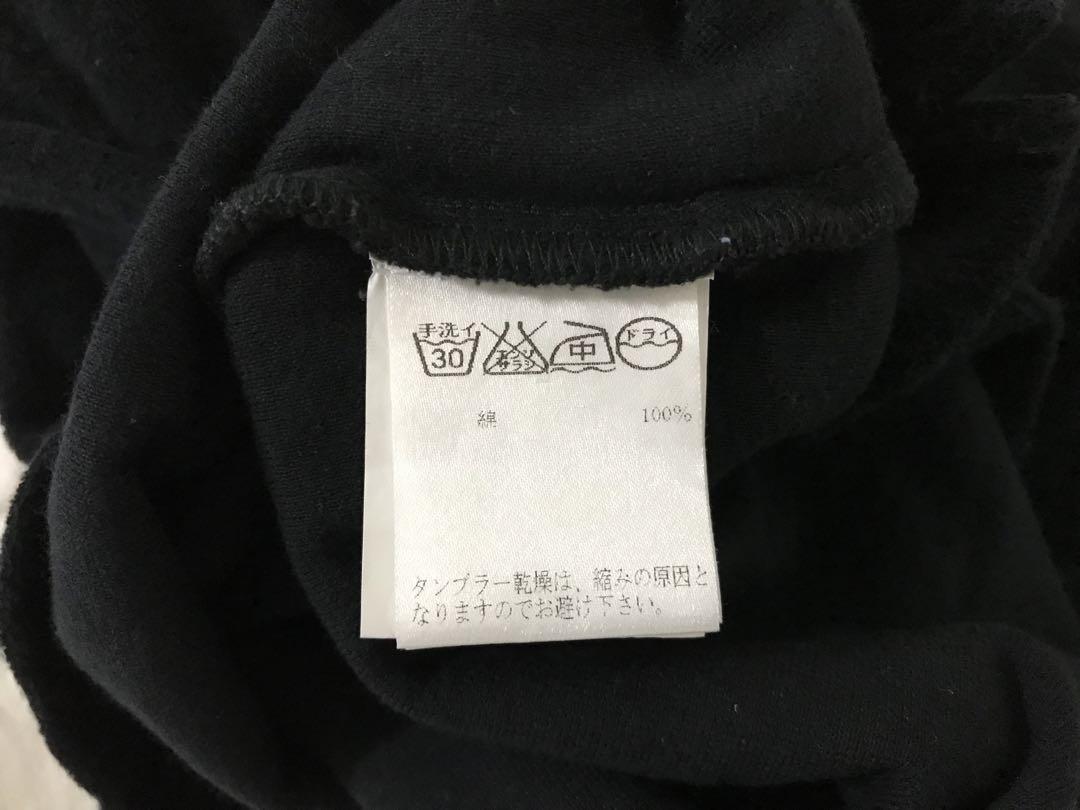 手洗イ
30
エンソ
サラシ
中
ドライ
綿 100%
タンブラー乾燥は、縮みの原因と
なりますのでお避け下さい。